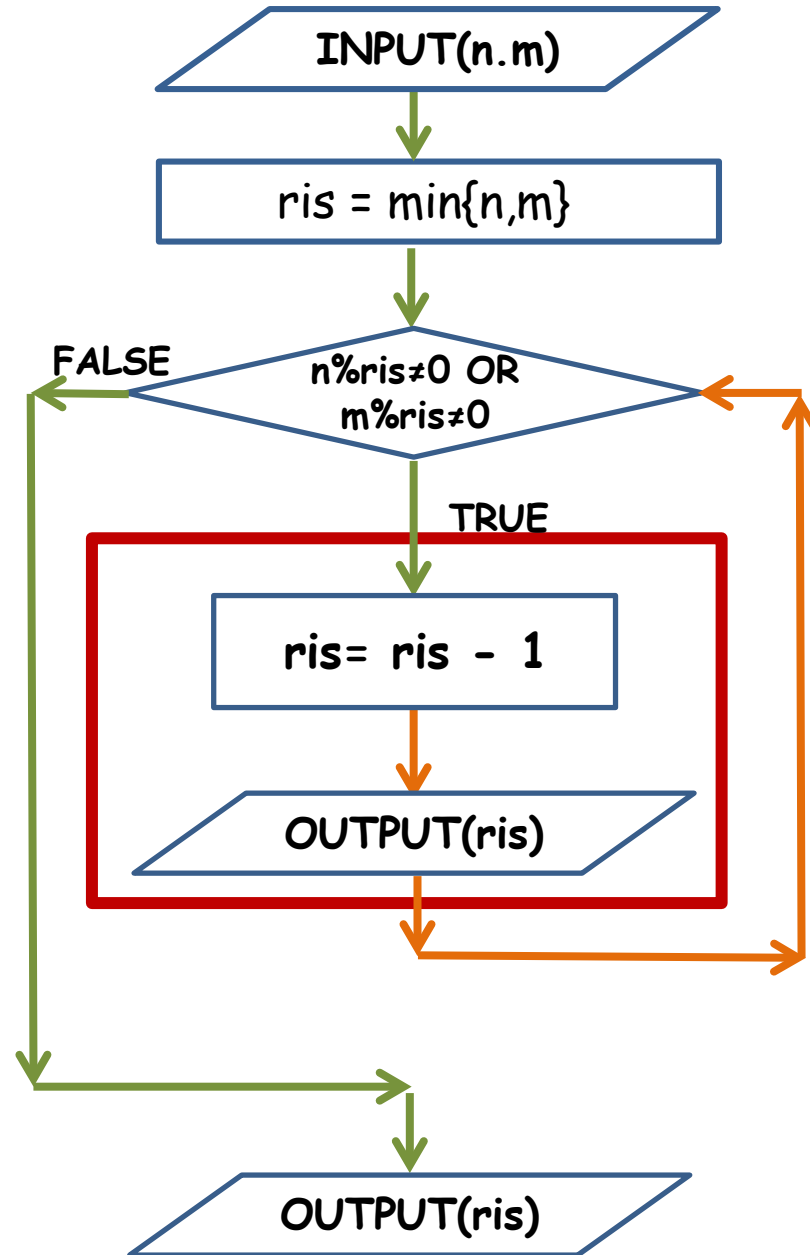 INPUT(n.m)
ris = min{n,m}
FALSE
n%ris≠0 OR
m%ris≠0
TRUE
ris= ris - 1
OUTPUT(ris)
OUTPUT(ris)